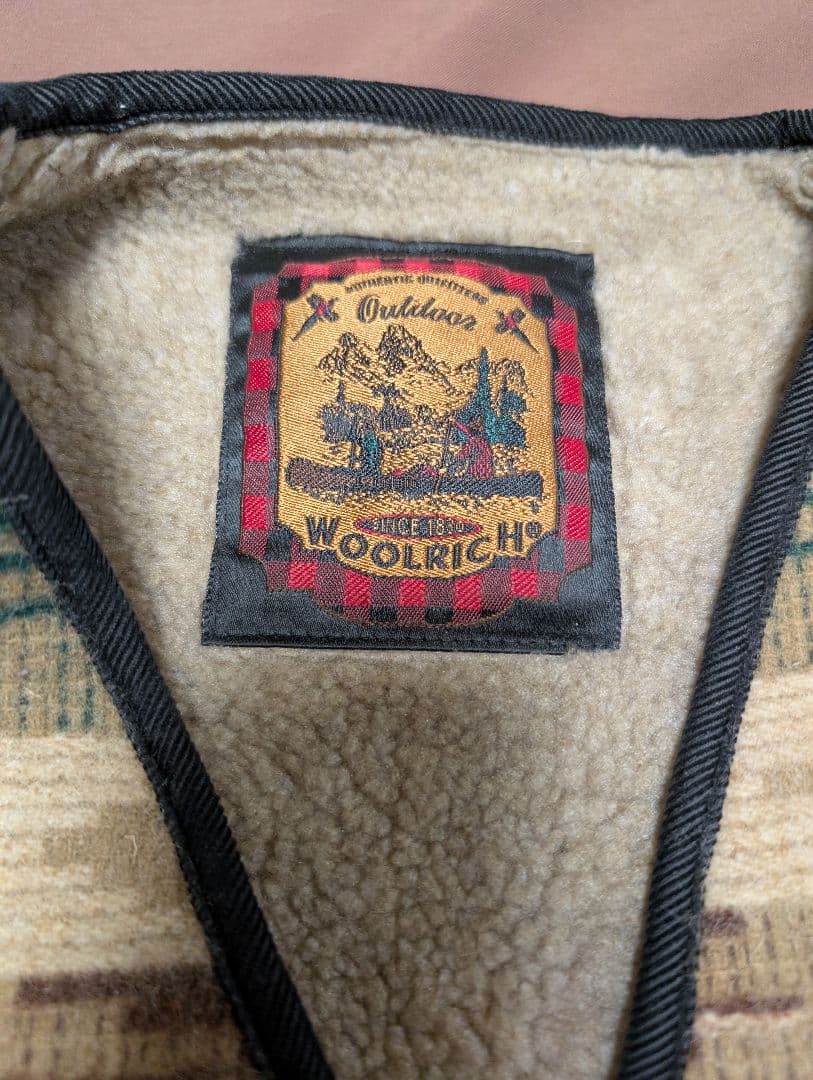 AUTHENTIC OUTFITTERS
Outdoor
SINCE 1830
WOOLRICH®